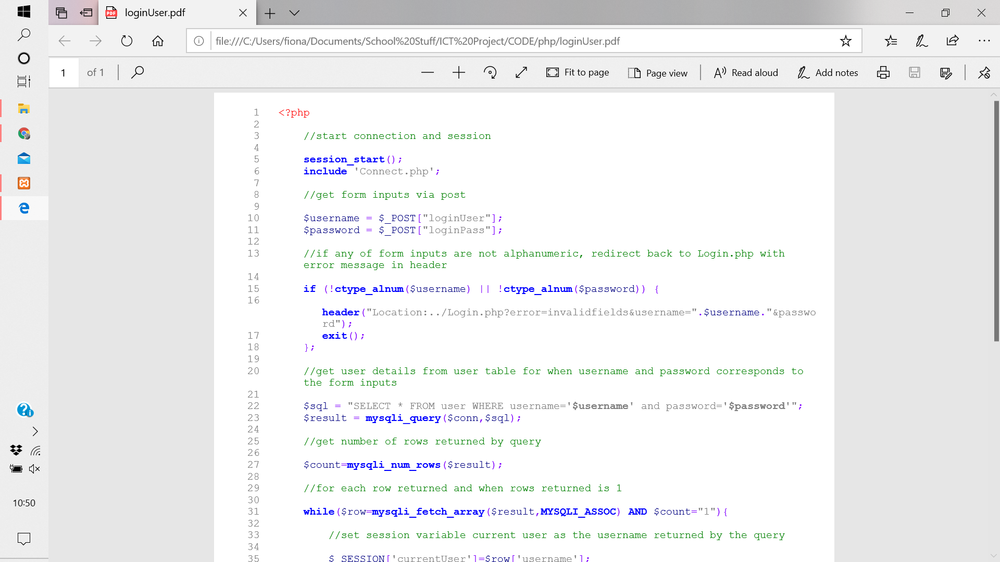 loginUser.pdf
file:///C:/Users/fiona/Documents/School%20Stuff/ICT%20Project/CODE/php/loginUser.pdf
1 of 1 Fit to page Page view Read aloud Add notes
1 <?php
2
3 //start connection and session
4
5 session_start();
6 include 'Connect.php';
7
8 //get form inputs via post
9
10 $username = $_POST["loginUser"];
11 $password = $_POST["loginPass"];
12
13 //if any of form inputs are not alphanumeric, redirect back to Login.php with
error message in header
14
15 if (!ctype_alnum($username) || !ctype_alnum($password)) {
16
header("Location:../Login.php?error=invalidfields&username=".$username."&passwo
rd");
17 exit();
18 };
19
20 //get user details from user table for when username and password corresponds to
the form inputs
21
22 $sql = "SELECT * FROM user WHERE username='$username' and password='$password'";
23 $result = mysqli_query($conn,$sql);
24
25 //get number of rows returned by query
26
27 $count=mysqli_num_rows($result);
28
29 //for each row returned and when rows returned is 1
30
31 while($row=mysqli_fetch_array($result,MYSQLI_ASSOC) AND $count="1"){
32
33 //set session variable current user as the username returned by the query
34
35 $_SESSION['currentUser']=$row['username'];
10:50